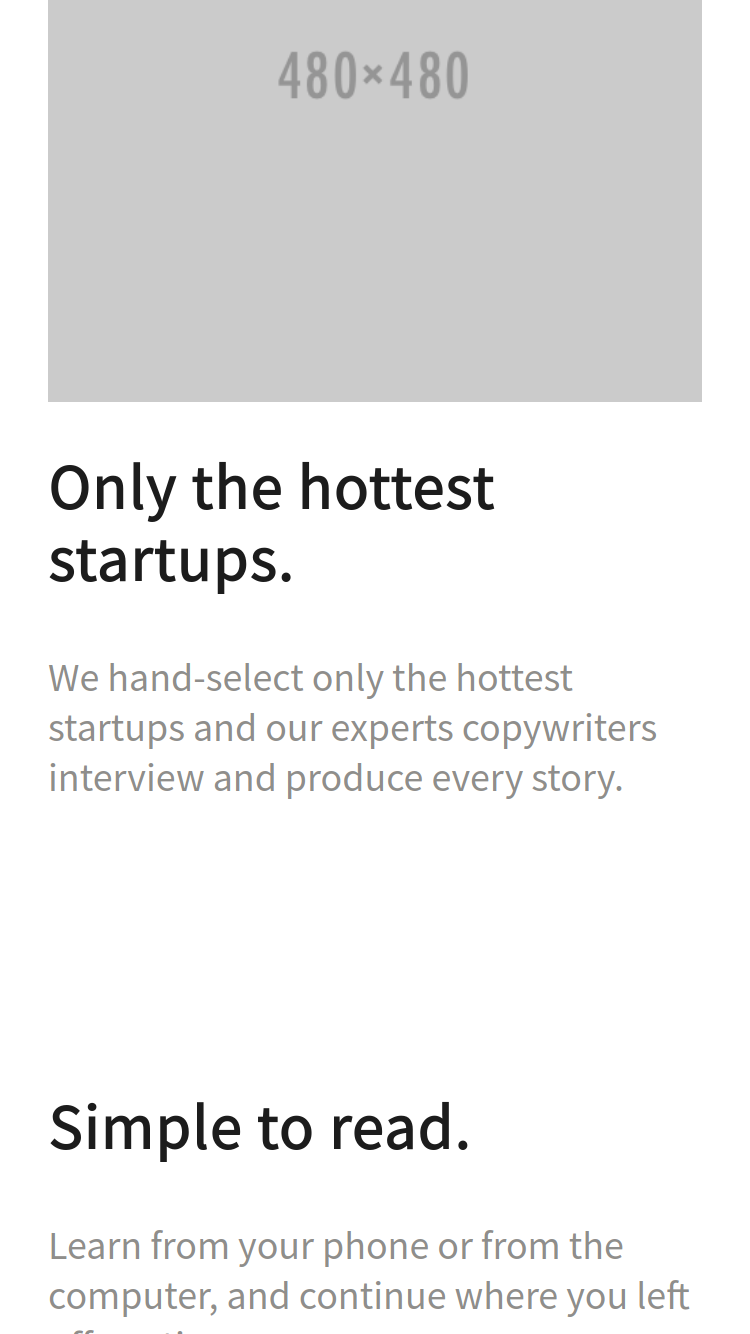 480×480
Only the hottest
startups.
We hand-select only the hottest
startups and our experts copywriters
interview and produce every story.
Simple to read.
Learn from your phone or from the
computer, and continue where you left